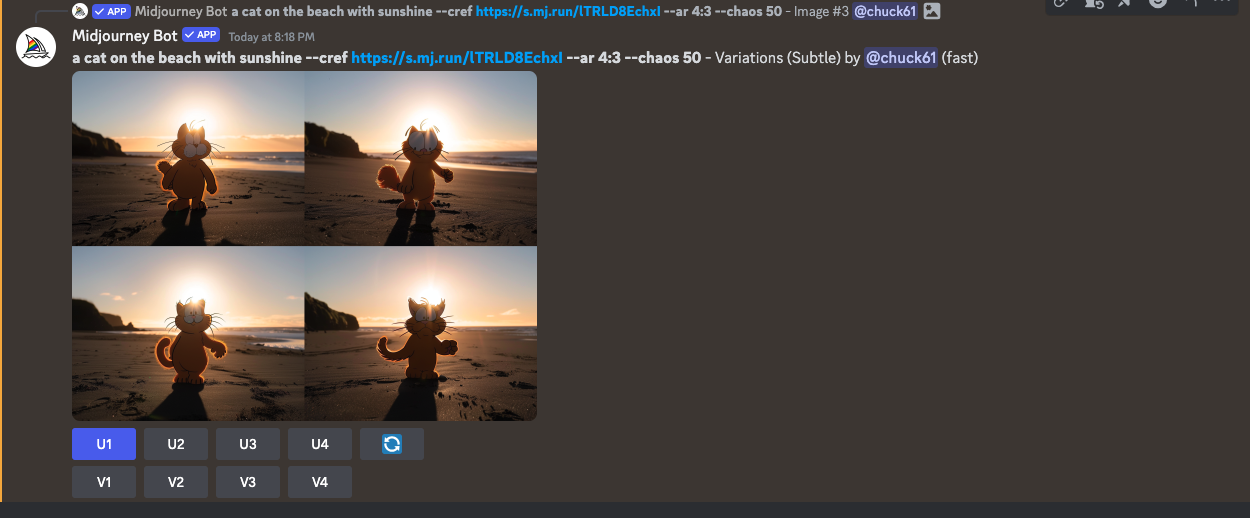 APP Midjourney Bot a cat on the beach with sunshine --cref https://s.mj.run/lTRLD8Echxl --ar 4:3 --chaos 50 - Image #3 @chuck61
Midjourney Bot APP Today at 8:18 PM
a cat on the beach with sunshine --cref https://s.mj.run/lTRLD8Echxl --ar 4:3 --chaos 50 - Variations (Subtle) by @chuck61 (fast)
U1 U2 U3 U4
V1 V2 V3 V4